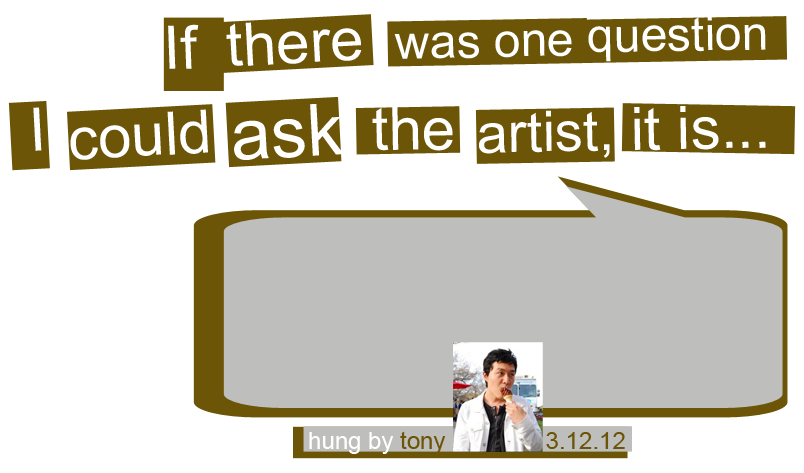 If there was one question
I could ask the artist, it is...
hung by tony 3.12.12